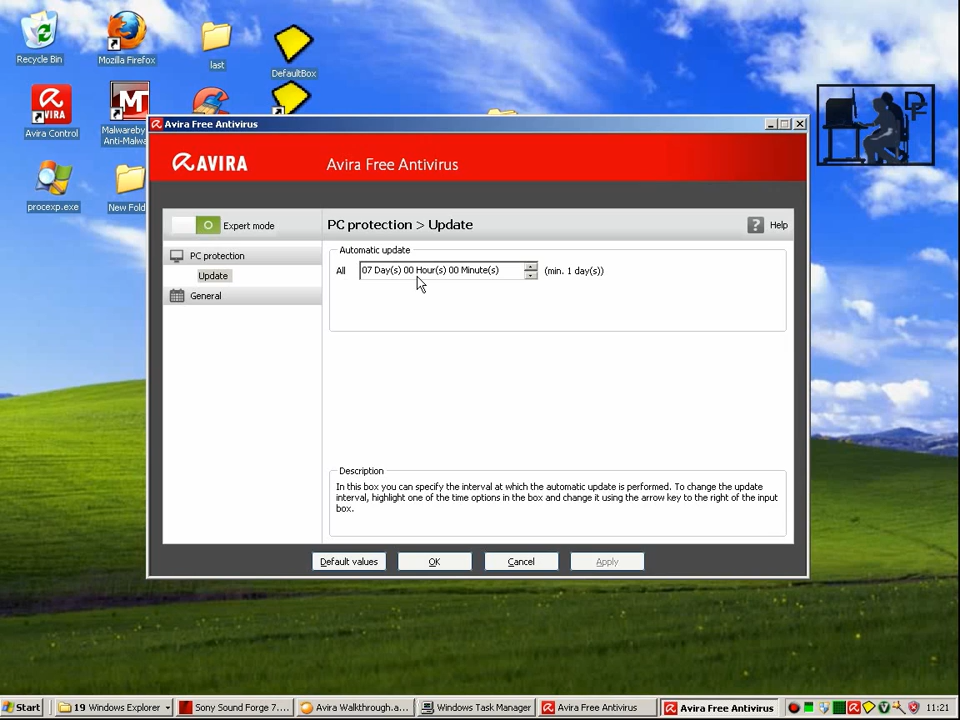 Recycle Bin
Mozilla Firefox
last
DefaultBox
DF
AVIRA
Avira Control
Malwareby
Anti-Malwa
procexp.exe
New Fold
Avira Free Antivirus
AVIRA
Avira Free Antivirus
Expert mode
PC protection > Update
? Help
PC protection
Update
General
Automatic update
All
07 Day(s) 00 Hour(s) 00 Minute(s)
(min. 1 day(s))
Description
In this box you can specify the interval at which the automatic update is performed. To change the update
interval, highlight one of the time options in the box and change it using the arrow key to the right of the input
box.
Default values
OK
Cancel
Apply
Start
19 Windows Explorer
Sony Sound Forge 7....
Avira Walkthrough.a...
Windows Task Manager
Avira Free Antivirus
Avira Free Antivirus
11:21